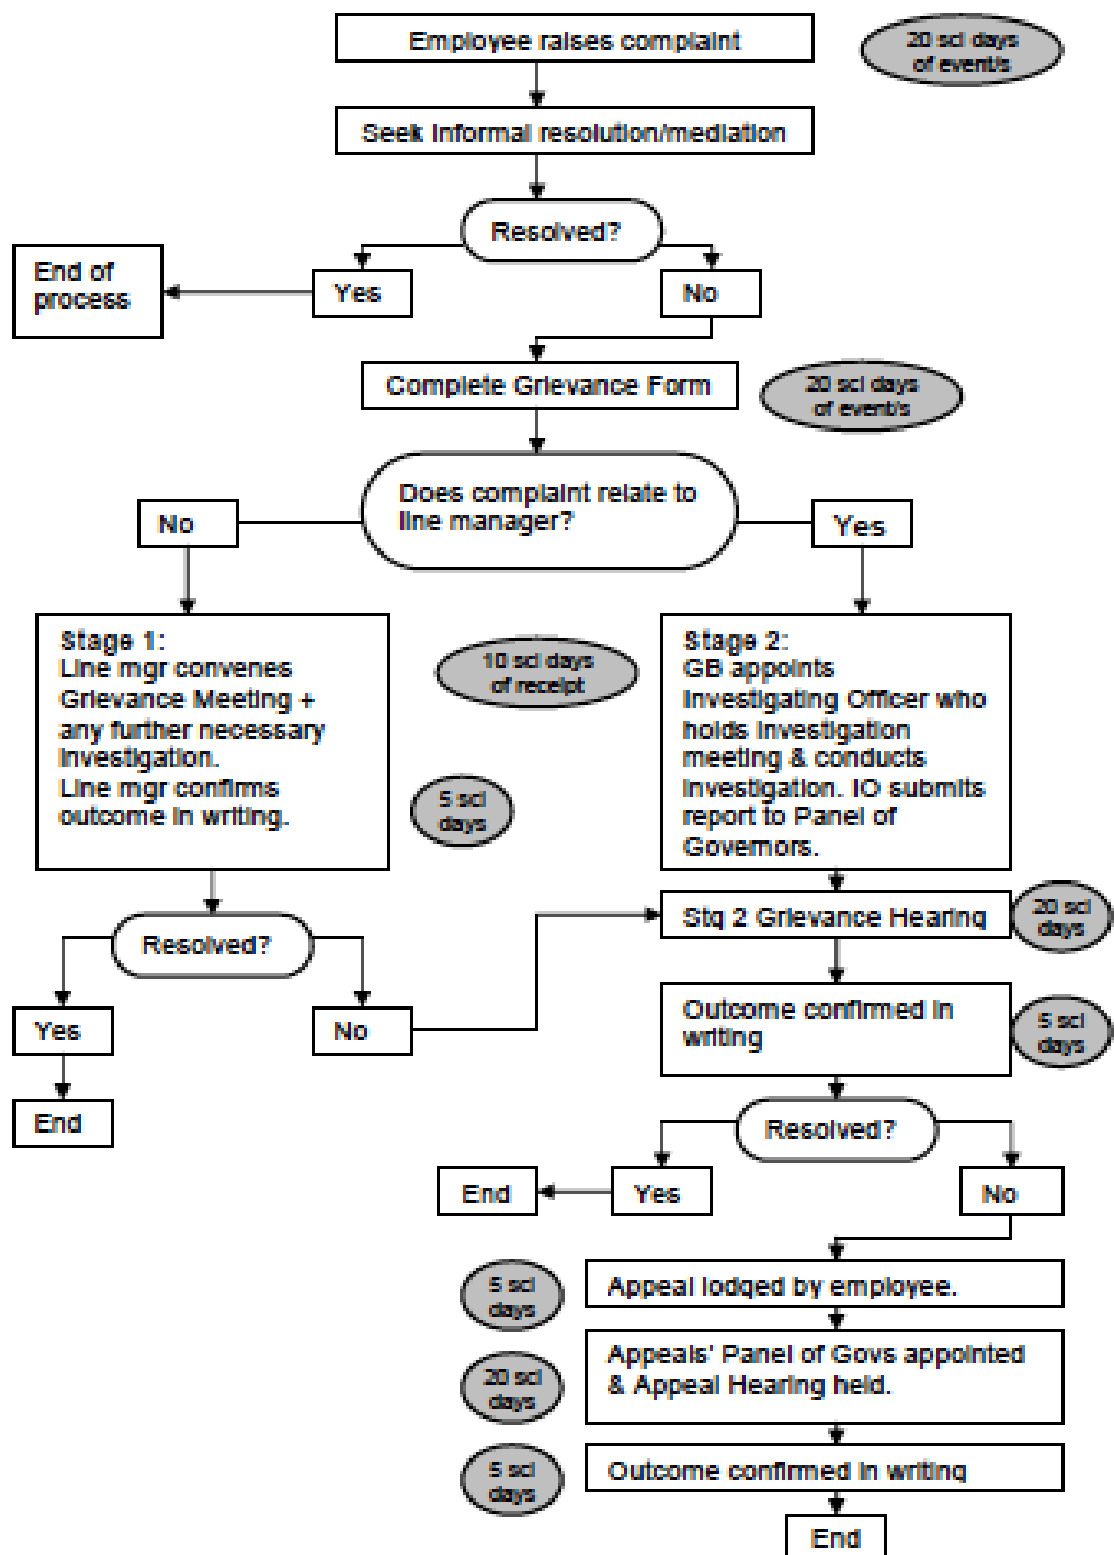 Employee raises complaint
20 scl days
of event/s
Seek informal resolution/mediation
Resolved?
End of
process
Yes
No
Complete Grievance Form
20 scl days
of event/s
Does complaint relate to
line manager?
No
Yes
Stage 1:
Line mgr convenes
Grievance Meeting +
any further necessary
investigation.
Line mgr confirms
outcome in writing.
10 scl days
of receipt
5 scl
days
Stage 2:
GB appoints
Investigating Officer who
holds investigation
meeting & conducts
investigation. IO submits
report to Panel of
Governors.
Resolved?
Stg 2 Grievance Hearing
20 scl
days
Yes
No
Outcome confirmed in
writing
5 scl
days
End
Resolved?
End
Yes
No
5 scl
days
Appeal lodged by employee.
20 scl
days
Appeals' Panel of Govs appointed
& Appeal Hearing held.
5 scl
days
Outcome confirmed in writing
End